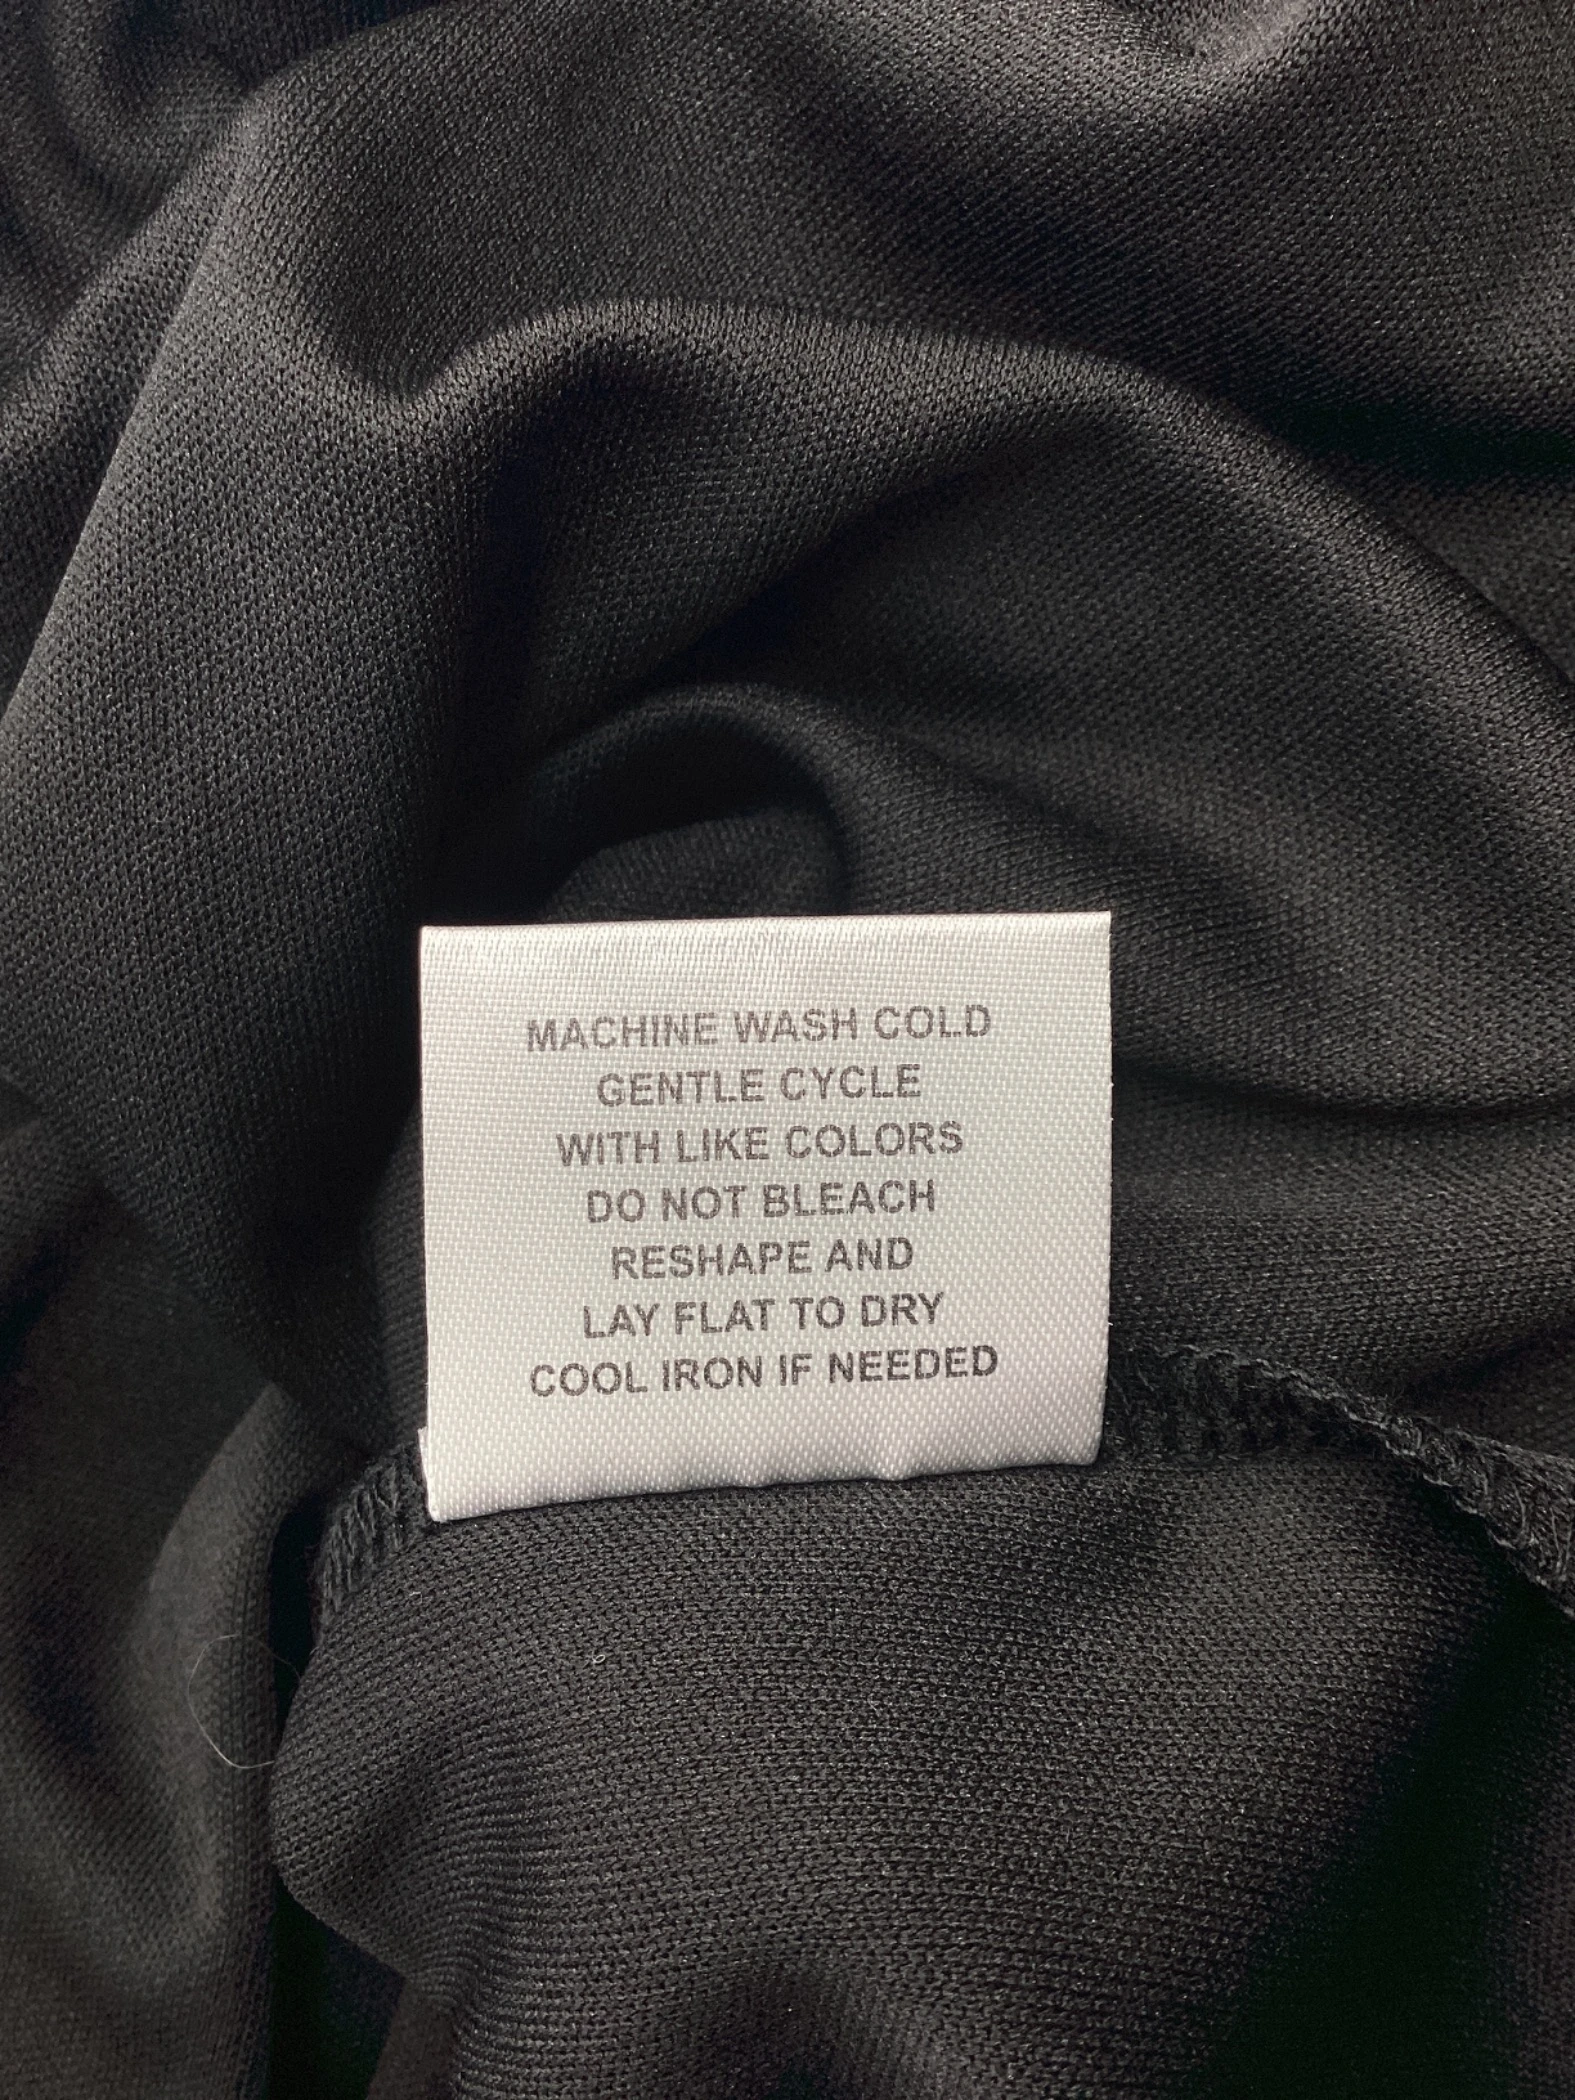 MACHINE WASH COLD
GENTLE CYCLE
WITH LIKE COLORS
DO NOT BLEACH
RESHAPE AND
LAY FLAT TO DRY
COOL IRON IF NEEDED